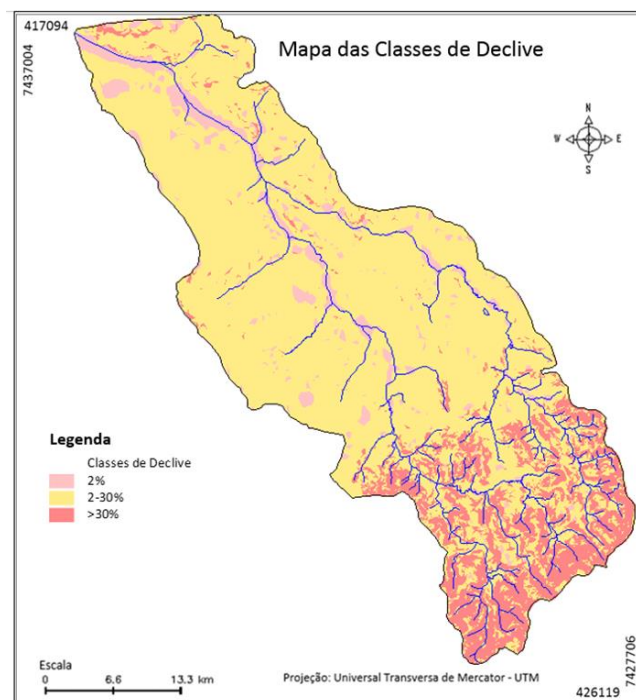 417094
7437004
Mapa das Classes de Declive
N
W E
S
Legenda
Classes de Declive
2%
2-30%
>30%
Escala
0 6.6 13.3 km
Projeção: Universal Transversa de Mercator - UTM
7427706
426119